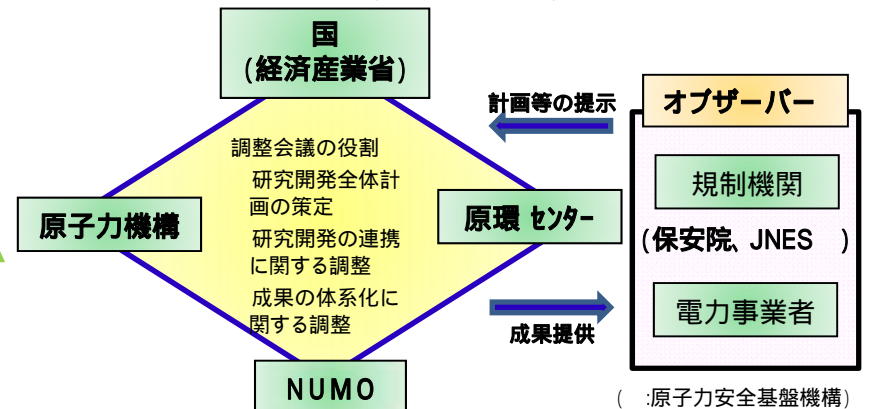 国
(経済産業省)
計画等の提示
オブザーバー
調整会議の役割
研究開発全体計
画の策定
研究開発の連携
に関する調整
成果の体系化に
関する調整
原子力機構
原環 センター
規制機関
(保安院、JNES )
電力事業者
成果提供
NUMO
( :原子力安全基盤機構)